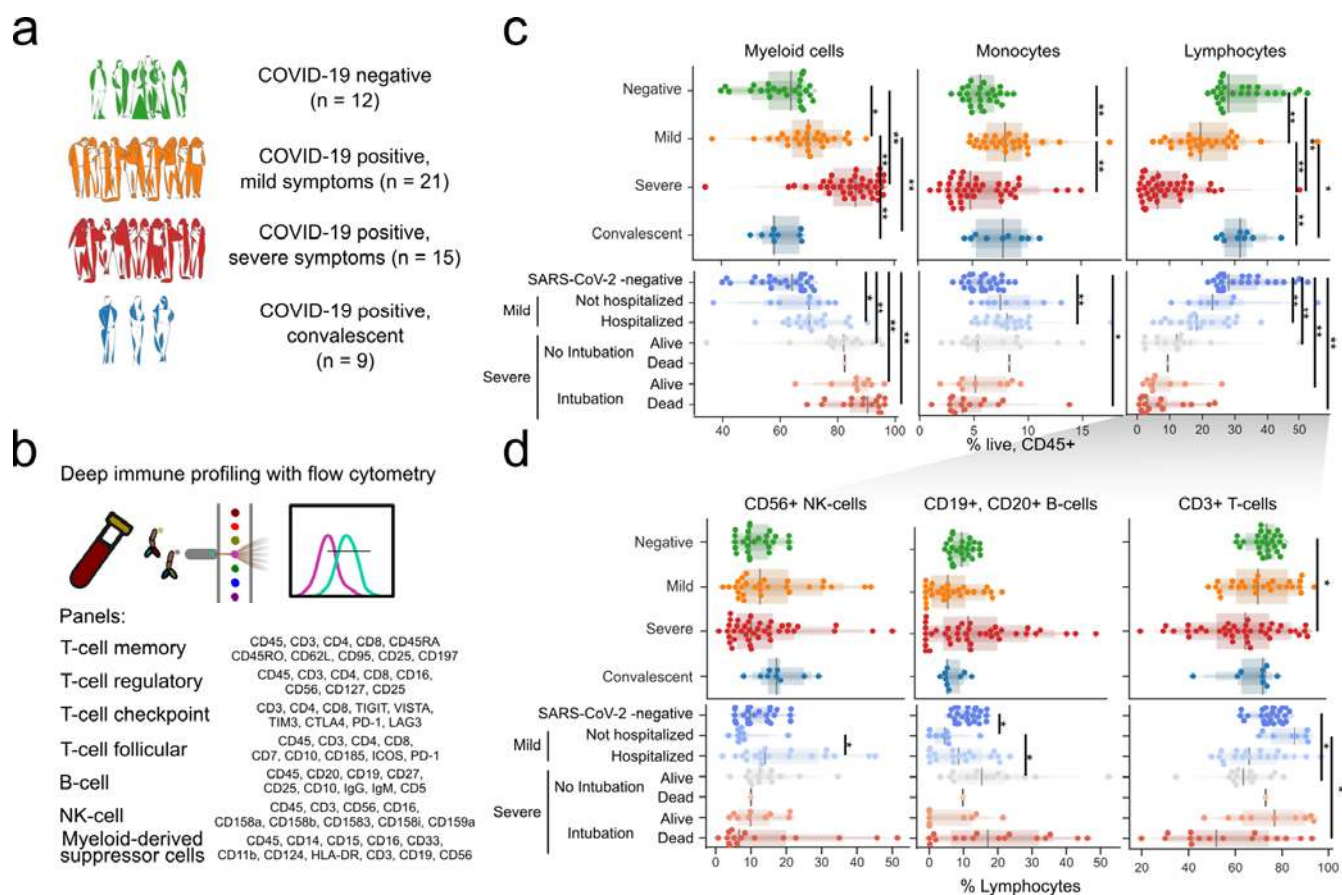 a
COVID-19 negative
(n = 12)
COVID-19 positive,
mild symptoms (n = 21)
COVID-19 positive,
severe symptoms (n = 15)
COVID-19 positive,
convalescent
(n = 9)
b
Deep immune profiling with flow cytometry
Panels:
T-cell memory
CD45, CD3, CD4, CD8, CD45RA
CD45RO, CD62L, CD95, CD25, CD197
T-cell regulatory
CD45, CD3, CD4, CD8, CD16,
CD56, CD127, CD25
T-cell checkpoint
CD3, CD4, CD8, TIGIT, VISTA,
TIM3, CTLA4, PD-1, LAG3
T-cell follicular
CD45, CD3, CD4, CD8,
CD7, CD10, CD185, ICOS, PD-1
B-cell
CD45, CD20, CD19, CD27,
CD25, CD10, IgG, IgM, CD5
NK-cell
CD45, CD3, CD56, CD16,
CD158a, CD158b, CD1583, CD158i, CD159a
Myeloid-derived
suppressor cells
CD45, CD14, CD15, CD16, CD33,
CD11b, CD124, HLA-DR, CD3, CD19, CD56
c
Myeloid cells Monocytes Lymphocytes
Negative
Mild
Severe
Convalescent
* ** ** ** ** **
** **
** ** ** ** ** *
SARS-CoV-2 -negative
Mild
Not hospitalized
Hospitalized
Severe
No Intubation
Alive
Dead
Intubation
Alive
Dead
* ** ** **
** *
** ** ** **
40 60 80 100
0 5 10 15
0 10 20 30 40 50
% live, CD45+
d
CD56+ NK-cells CD19+, CD20+ B-cells CD3+ T-cells
Negative
Mild
Severe
Convalescent
*
SARS-CoV-2 -negative
Mild
Not hospitalized
Hospitalized
Severe
No Intubation
Alive
Dead
Intubation
Alive
Dead
*
* *
* *
0 10 20 30 40 50
0 10 20 30 40 50
20 40 60 80 100
% Lymphocytes